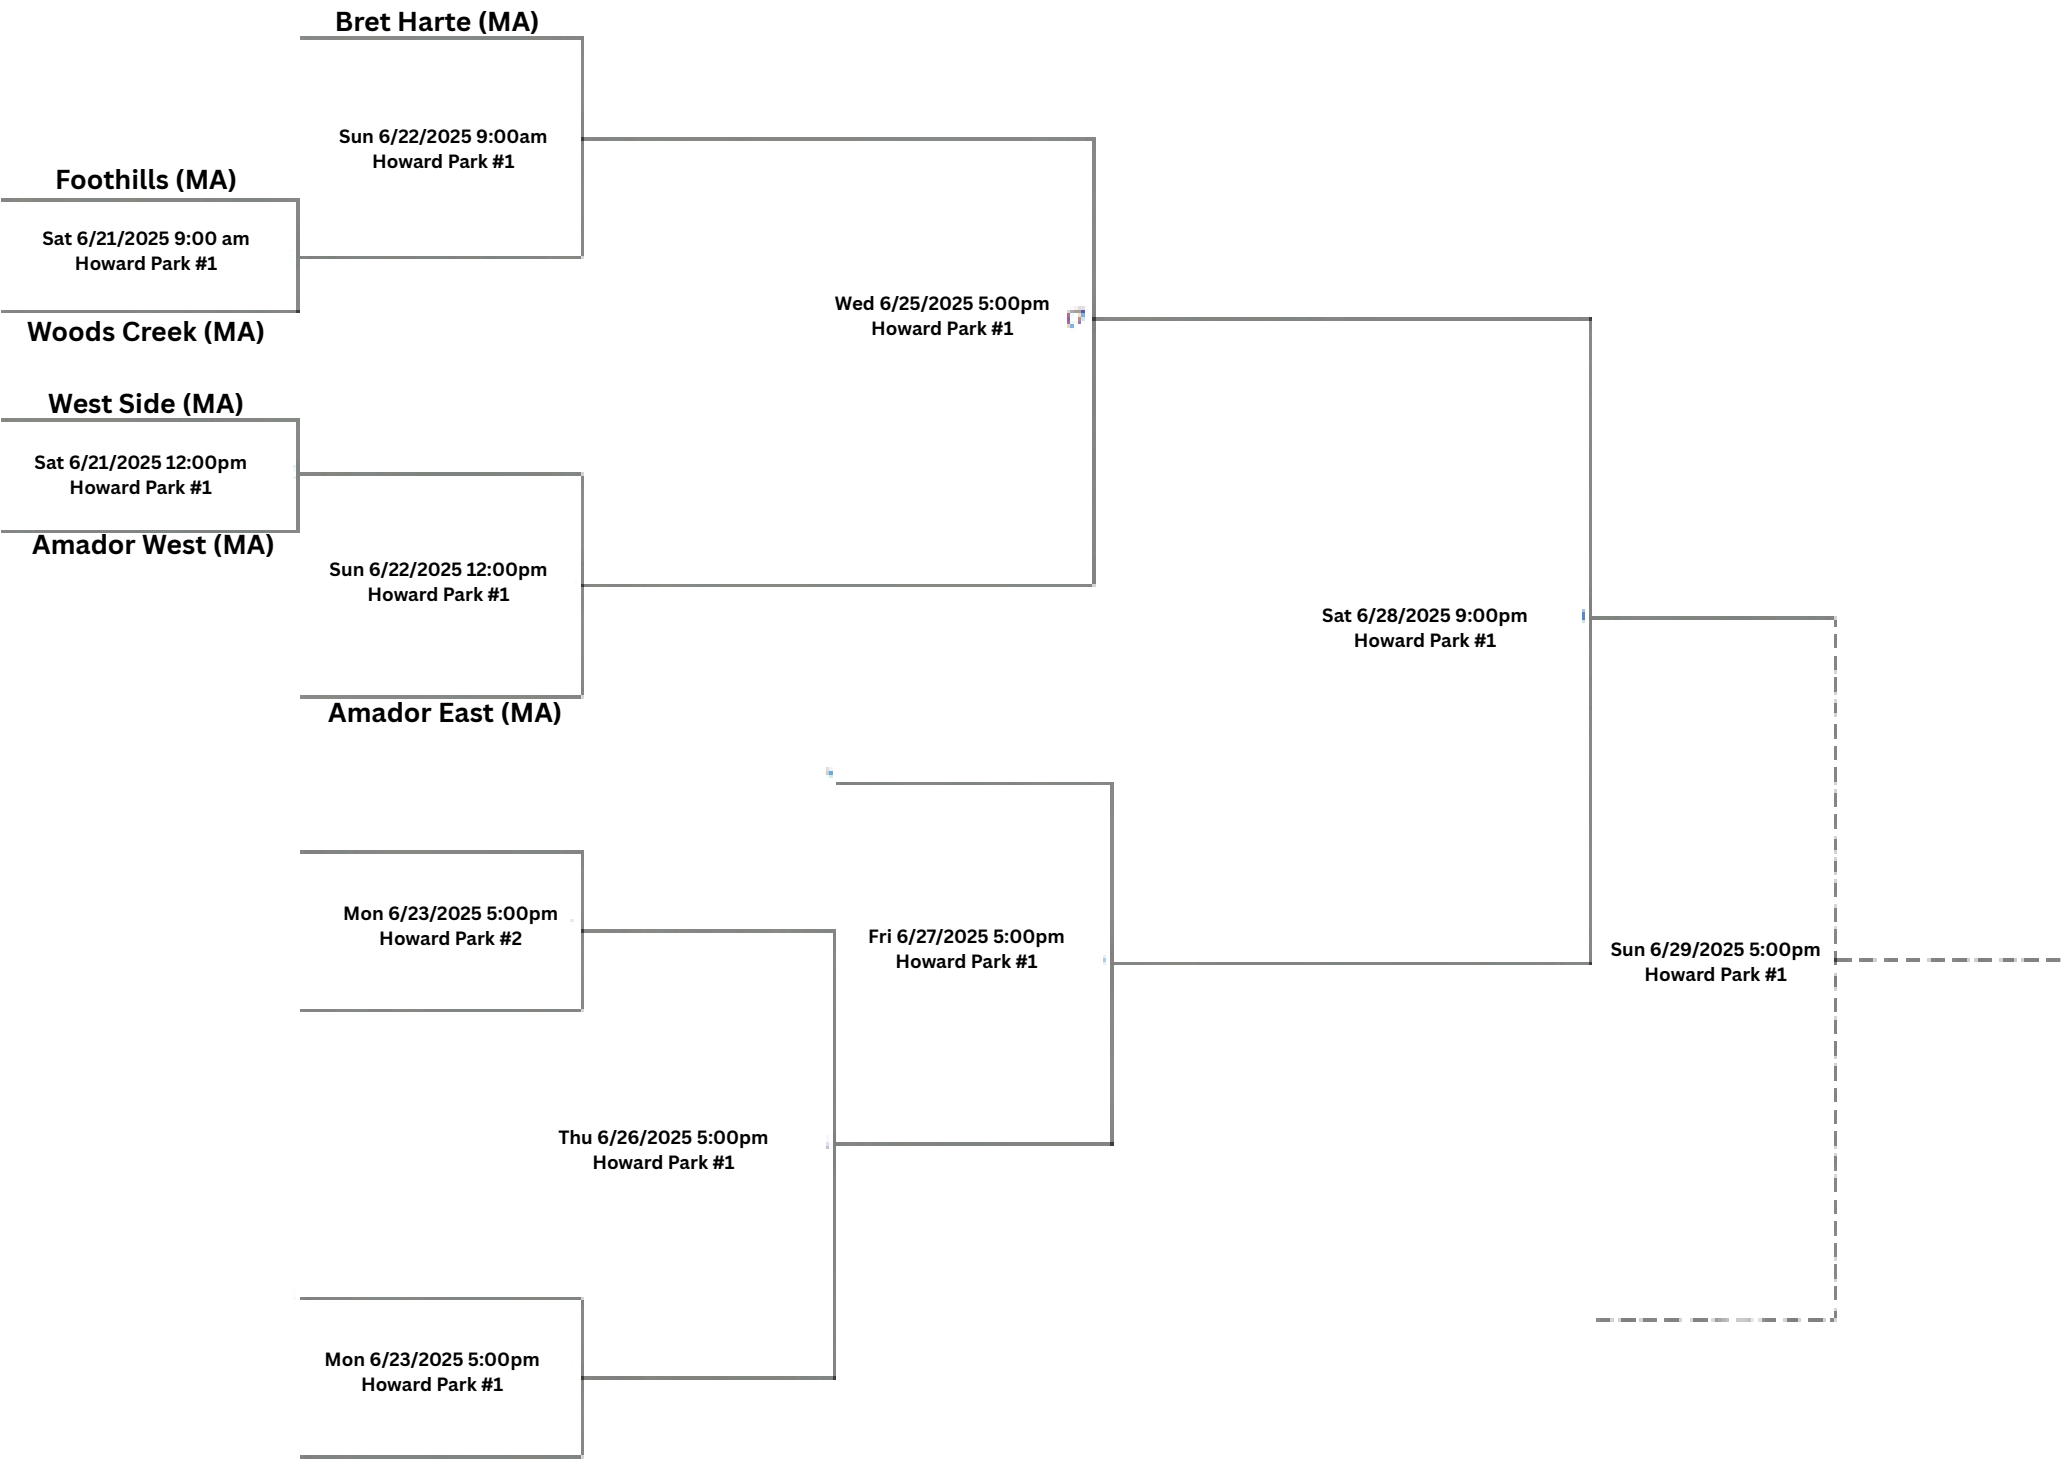 Bret Harte (MA)
Sun 6/22/2025 9:00am
Howard Park #1
Foothills (MA)
Sat 6/21/2025 9:00 am
Howard Park #1
Woods Creek (MA)
Wed 6/25/2025 5:00pm
Howard Park #1
West Side (MA)
Sat 6/21/2025 12:00pm
Howard Park #1
Amador West (MA)
Sun 6/22/2025 12:00pm
Howard Park #1
Amador East (MA)
Sat 6/28/2025 9:00pm
Howard Park #1
Mon 6/23/2025 5:00pm
Howard Park #2
Fri 6/27/2025 5:00pm
Howard Park #1
Sun 6/29/2025 5:00pm
Howard Park #1
Thu 6/26/2025 5:00pm
Howard Park #1
Mon 6/23/2025 5:00pm
Howard Park #1